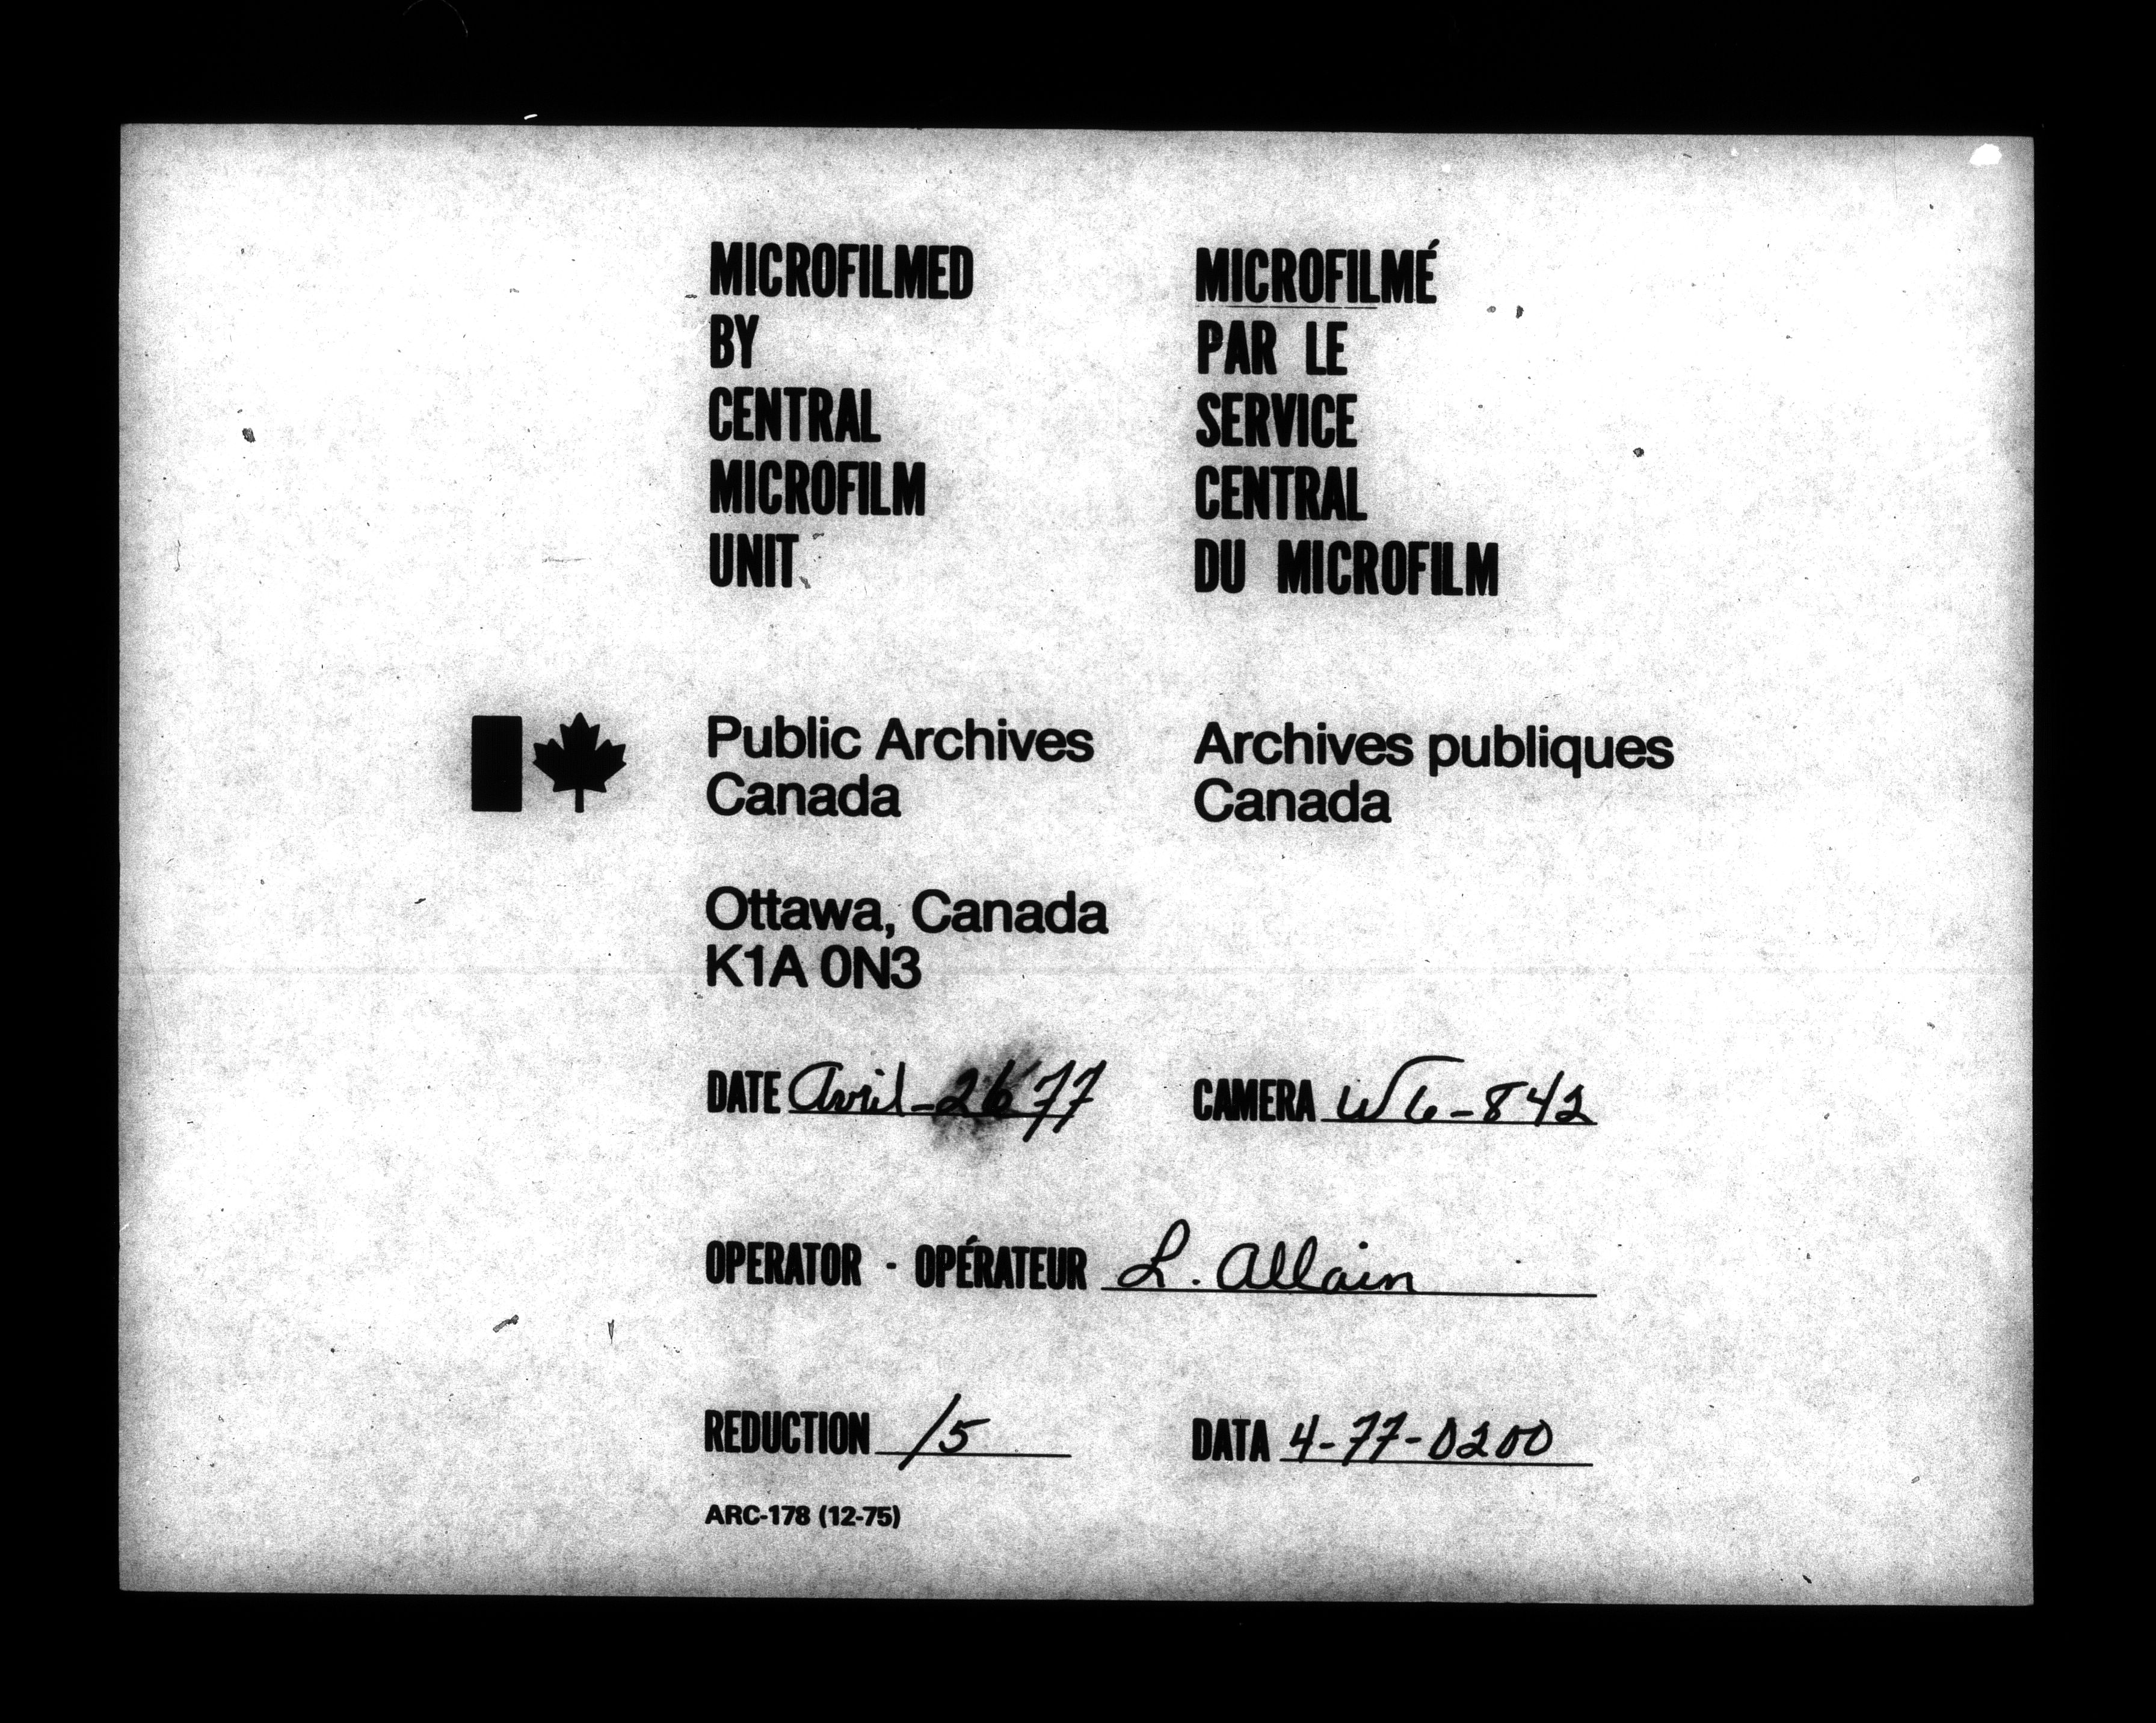 MICROFILMED
BY
CENTRAL
MICROFILM
UNIT
MICROFILMÉ
PAR LE
SERVICE
CENTRAL
DU MICROFILM
Public Archives
Canada
Archives publiques
Canada
Ottawa, Canada
K1A 0N3
DATE Avril - 26 77
CAMERA W6-842
OPERATOR - OPÉRATEUR L. Allain
REDUCTION 15
DATA 4-77-0200
ARC-178 (12-75)